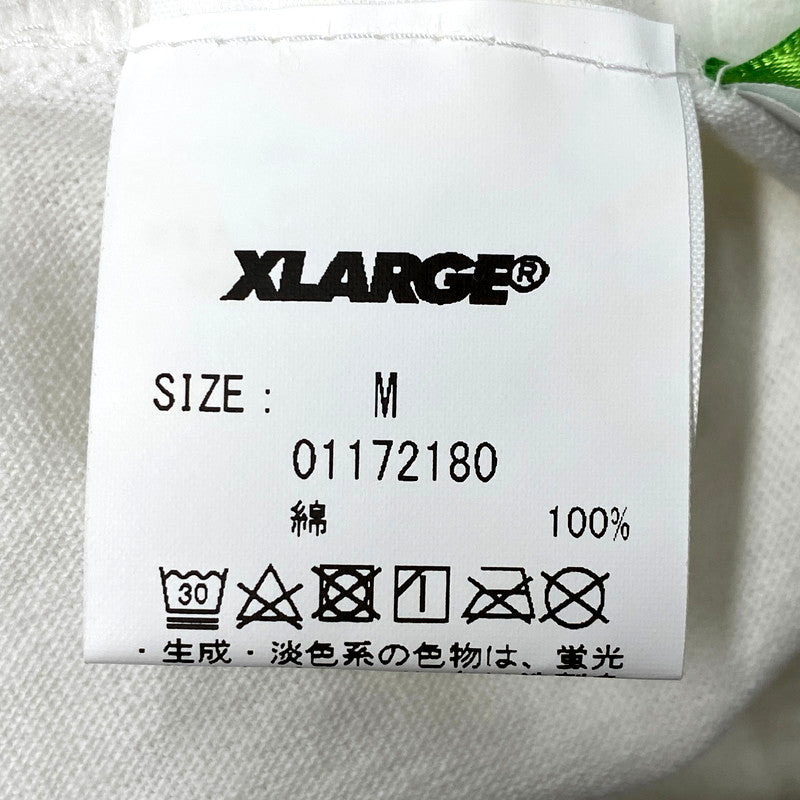 XLARGE®
SIZE: M
01172180
綿 100%
30
・生成・淡色系の色物は、蛍光